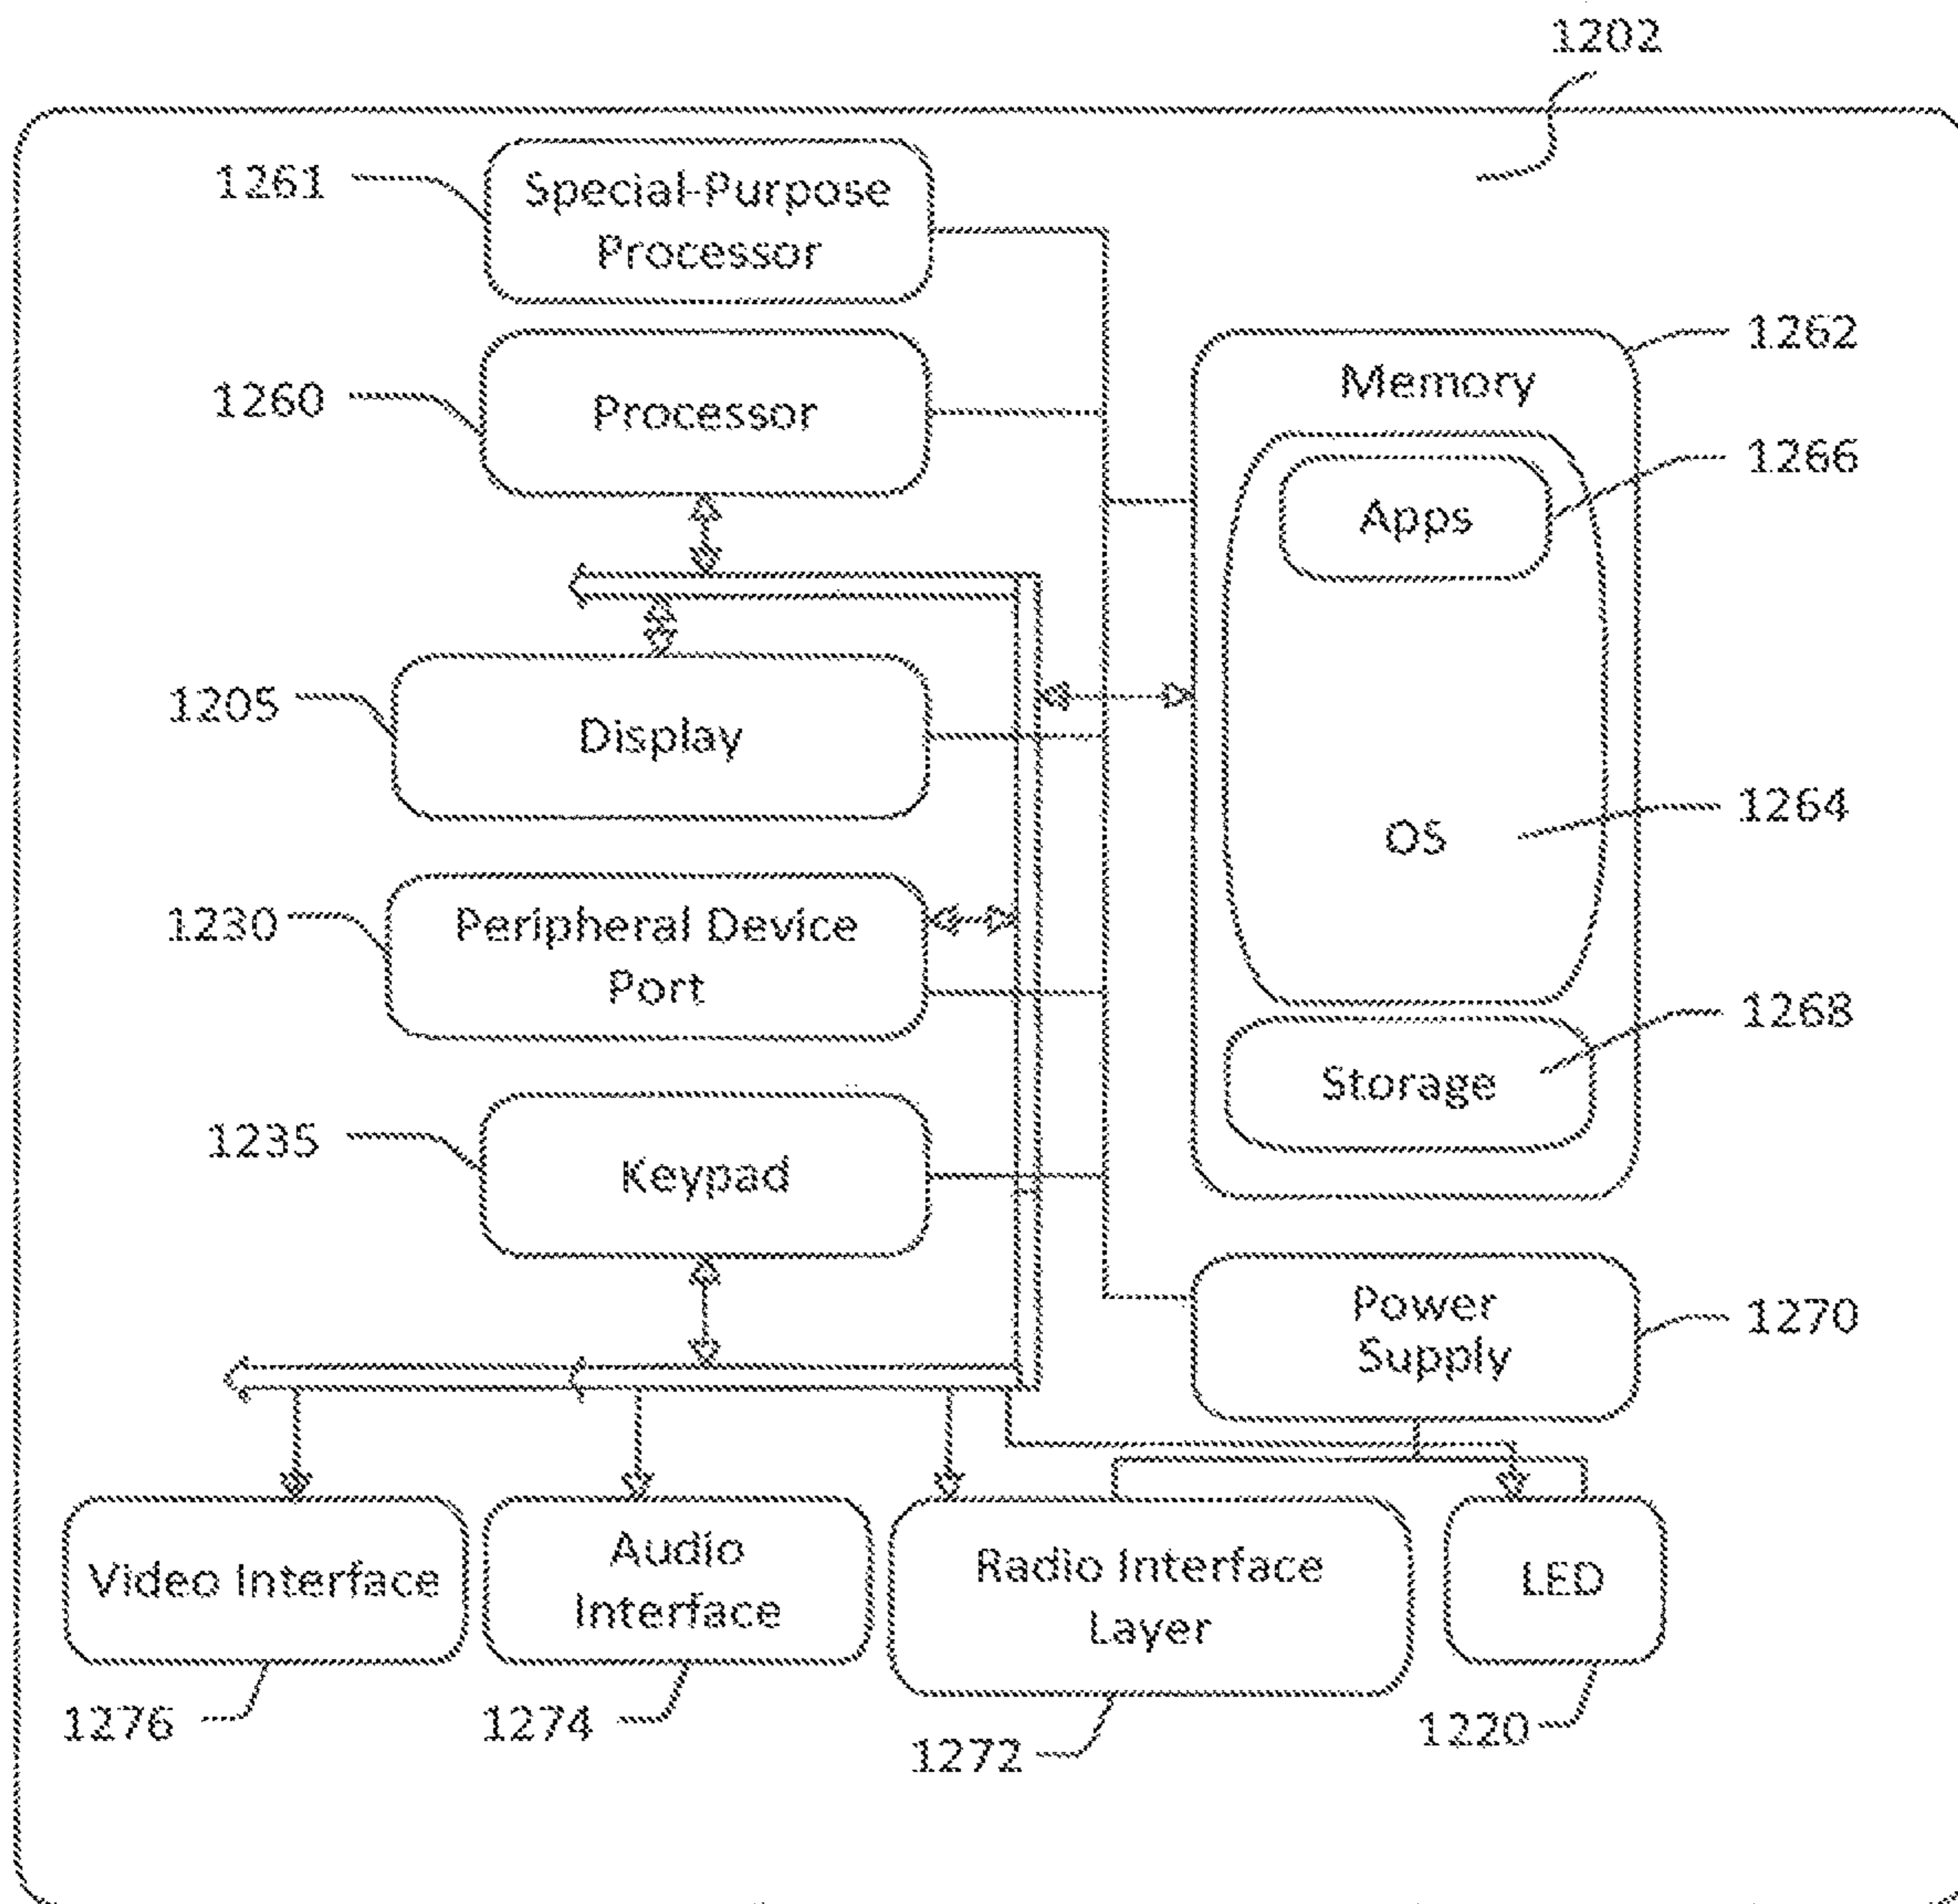 1202
1261
Special-Purpose
Processor
1262
Memory
1260
Processor
1266
Apps
1205
Display
1264
OS
1230
Peripheral Device
Port
1268
Storage
1235
Keypad
Power
Supply
1270
Video Interface
Audio
Interface
Radio Interface
Layer
LED
1276
1274
1272
1220